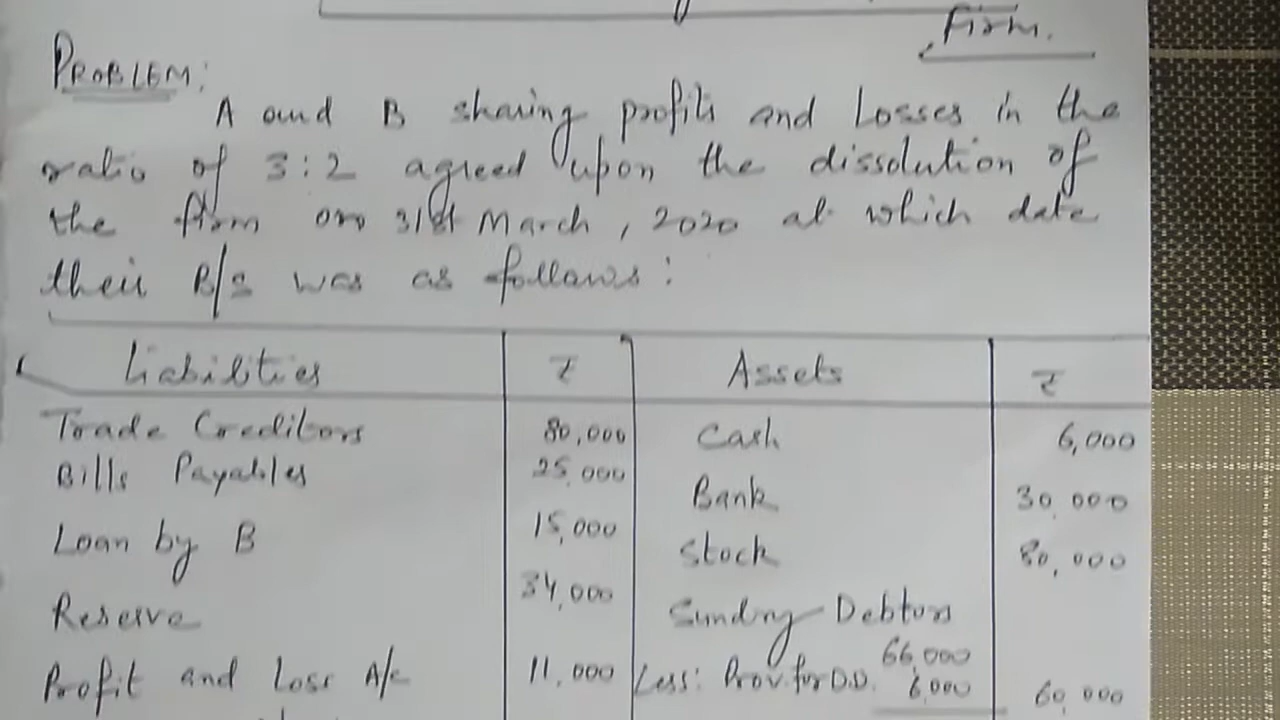 Firm.
PROBLEM:
A and B sharing profits and Losses in the
ratio of 3:2 agreed upon the dissolution of
the firm on 31st March, 2020 at which date
their B/s was as follows:
Liabilities ₹ Assets ₹
Trade Creditors 80,000 Cash 6,000
Bills Payables 25,000 Bank 30,000
Loan by B 15,000 Stock 80,000
Reserve 34,000 Sundry Debtors
66,000
Profit and Loss A/c 11,000 Less: Prov. for D.D. 6,000 60,000